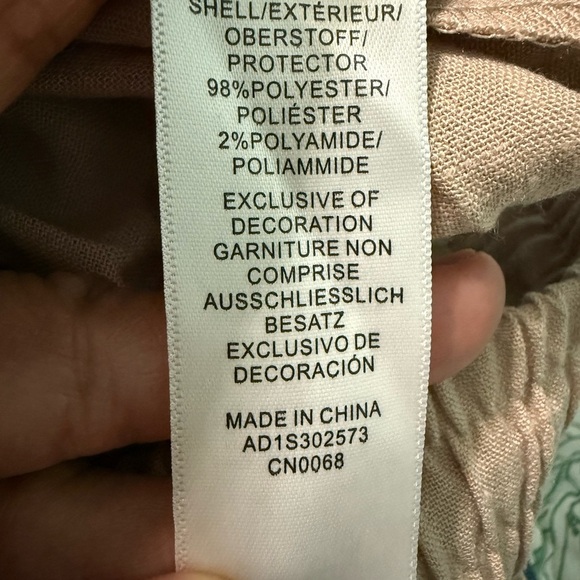 SHELL/EXTÉRIEUR/
OBERSTOFF/
PROTECTOR
98%POLYESTER/
POLIÉSTER
2%POLYAMIDE/
POLIAMMIDE
EXCLUSIVE OF
DECORATION
GARNITURE NON
COMPRISE
AUSSCHLIESSLICH
BESATZ
EXCLUSIVO DE
DECORACIÓN
MADE IN CHINA
AD1S302573
CN0068